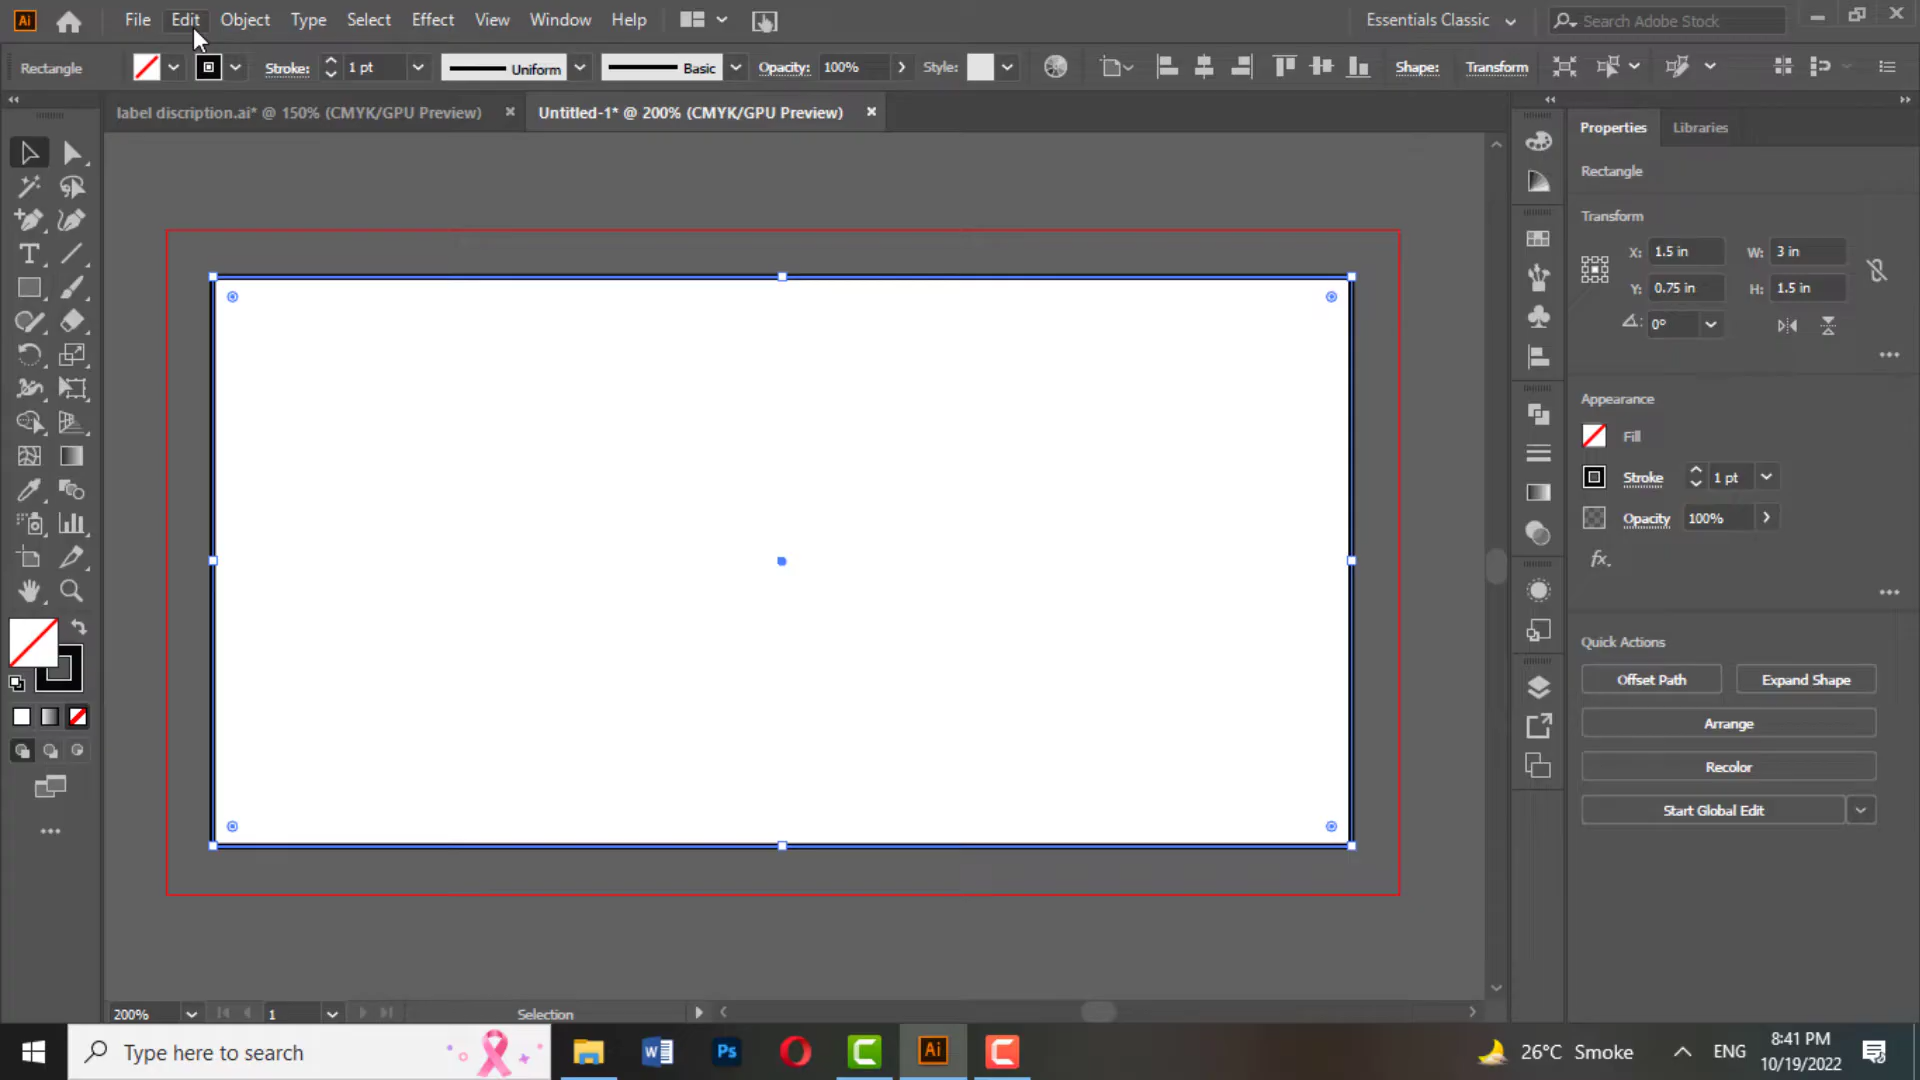 Ai File Edit Object Type Select Effect View Window Help Essentials Classic Search Adobe Stock
Rectangle Stroke: 1 pt Uniform Basic Opacity: 100% Style: Shape: Transform
label discription.ai* @ 150% (CMYK/GPU Preview) Untitled-1* @ 200% (CMYK/GPU Preview)
Properties Libraries
Rectangle
Transform
X: 1.5 in W: 3 in
Y: 0.75 in H: 1.5 in
0°
Appearance
Fill
Stroke 1 pt
Opacity 100%
fx.
Quick Actions
Offset Path Expand Shape
Arrange
Recolor
Start Global Edit
200% 1 Selection
Type here to search Ps Ai 26°C Smoke ENG 8:41 PM
10/19/2022